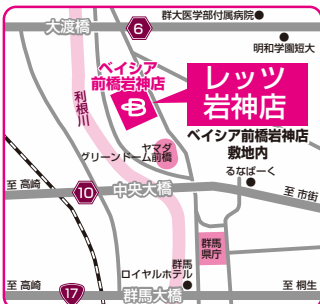 群大医学部付属病院
大渡橋
6
明和学園短大
ベイシア
前橋岩神店
レッツ
岩神店
ベイシア前橋岩神店
敷地内
利根川
ヤマダ
グリーンドーム前橋
るなぱーく
至 高崎
10
中央大橋
至 市街
群馬
県庁
群馬
ロイヤルホテル
至 高崎
17
群馬大橋
至 桐生